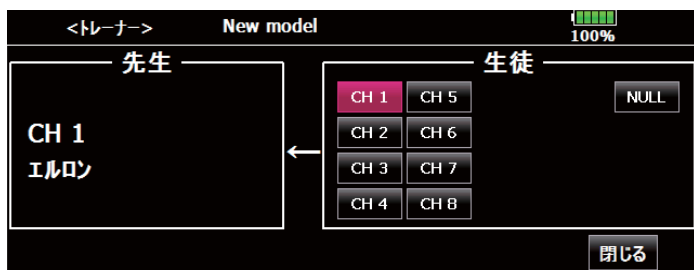 <トレーナー> New model 100%
先生
CH 1
エルロン
←
生徒
CH 1 CH 5 NULL
CH 2 CH 6
CH 3 CH 7
CH 4 CH 8
閉じる